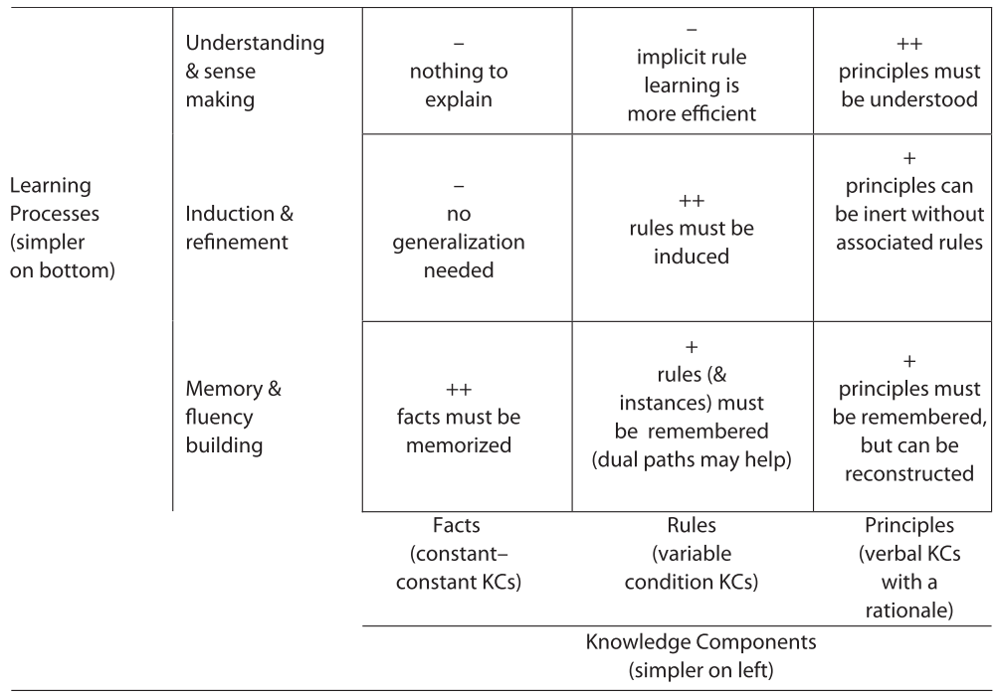 Understanding
& sense
making
–
nothing to
explain
–
implicit rule
learning is
more efficient
++
principles must
be understood
Learning
Processes
(simpler
on bottom)
Induction &
refinement
–
no
generalization
needed
++
rules must be
induced
+
principles can
be inert without
associated rules
Memory &
fluency
building
++
facts must be
memorized
+
rules (&
instances) must
be remembered
(dual paths may help)
+
principles must
be remembered,
but can be
reconstructed
Facts
(constant–
constant KCs)
Rules
(variable
condition KCs)
Principles
(verbal KCs
with a
rationale)
Knowledge Components
(simpler on left)